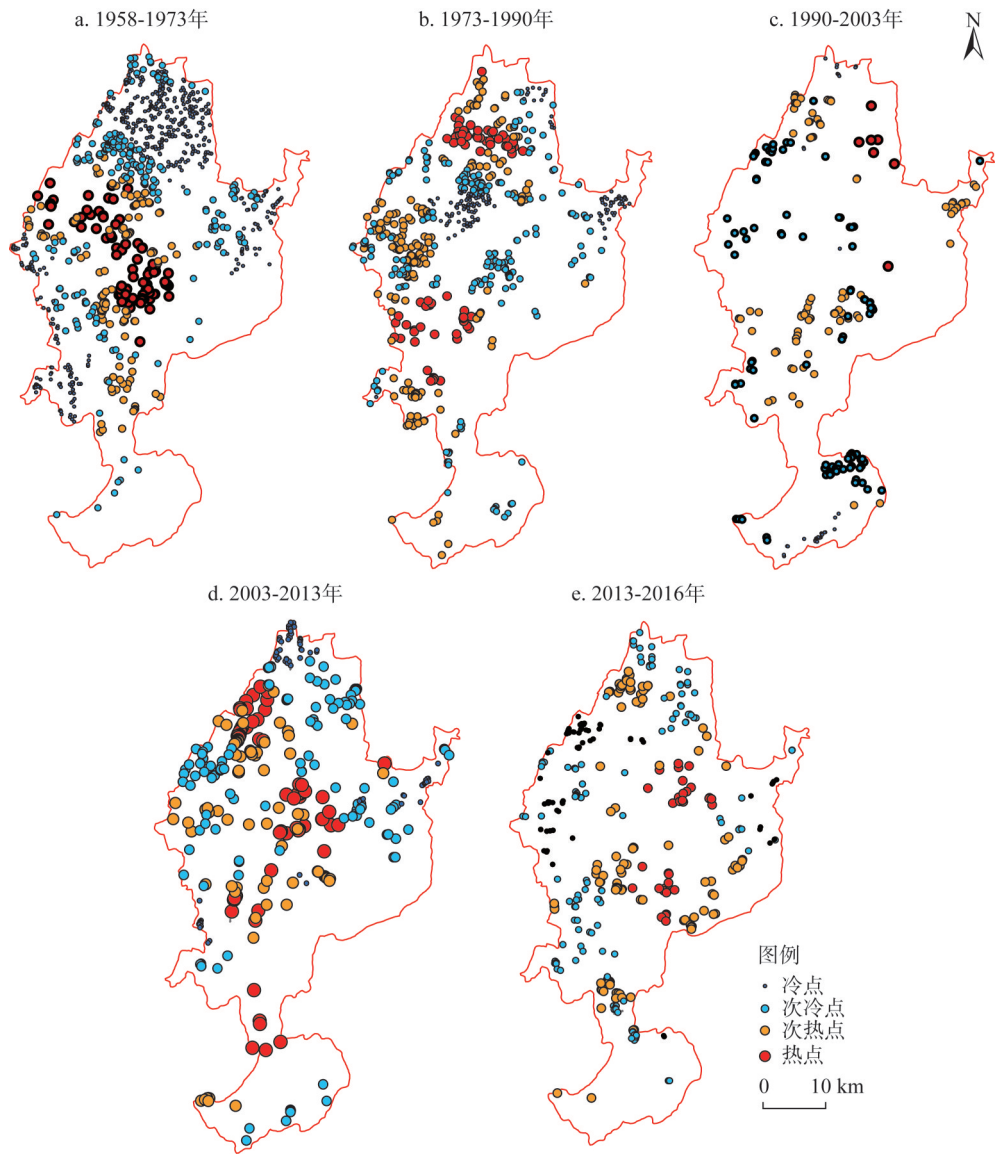 a. 1958-1973年
b. 1973-1990年
c. 1990-2003年
N
d. 2003-2013年
e. 2013-2016年
图例
冷点
次冷点
次热点
热点
0 10 km